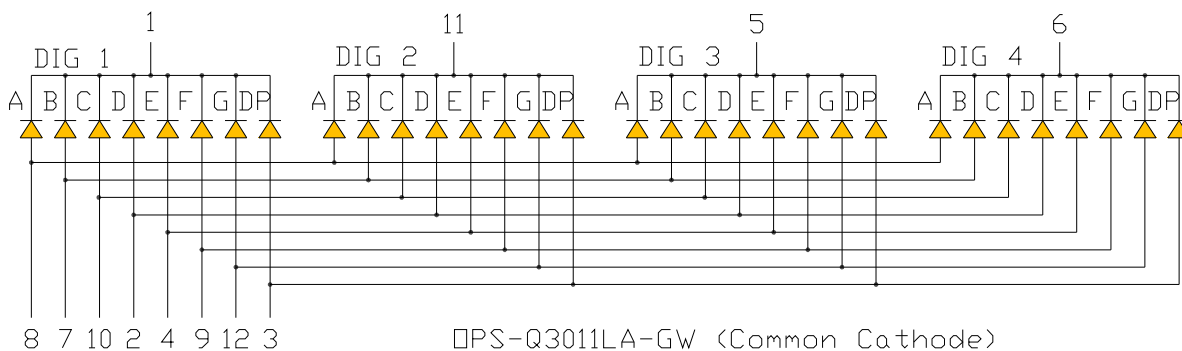 1 11 5 6
DIG 1 DIG 2 DIG 3 DIG 4
A B C D E F G DP A B C D E F G DP A B C D E F G DP A B C D E F G DP
8 7 10 2 4 9 12 3 PS-Q3011LA-GW (Common Cathode)